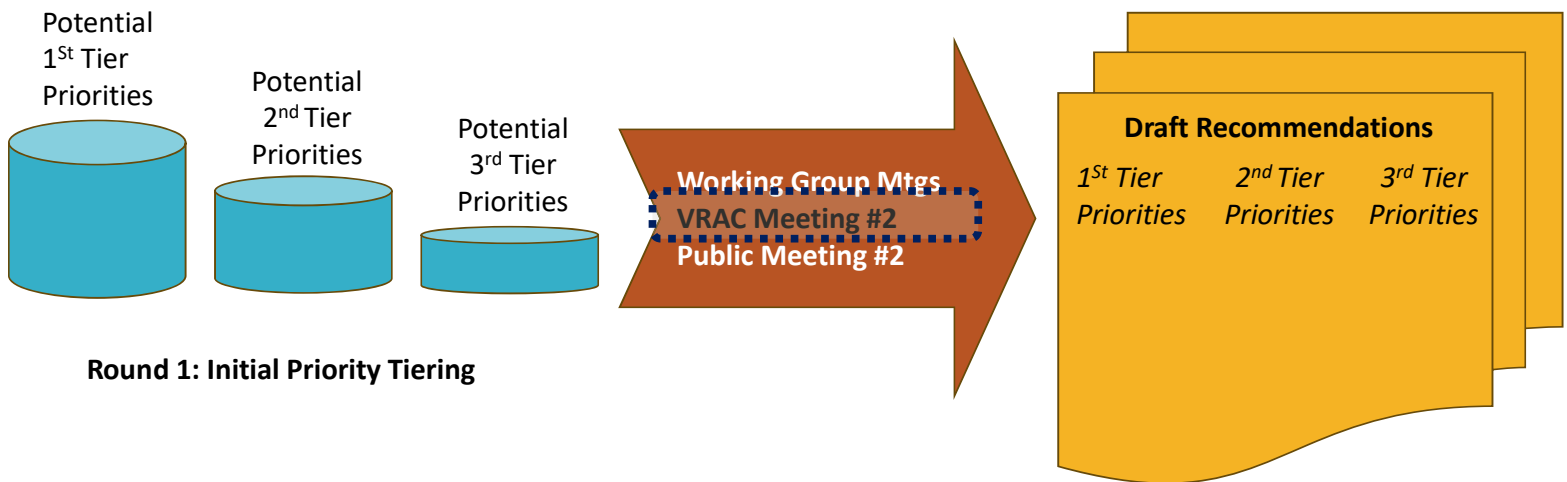 Potential
1St Tier
Priorities
Potential
2nd Tier
Priorities
Potential
3rd Tier
Priorities
Round 1: Initial Priority Tiering
Working Group Mtgs
VRAC Meeting #2
Public Meeting #2
Draft Recommendations
1St Tier
Priorities
2nd Tier
Priorities
3rd Tier
Priorities